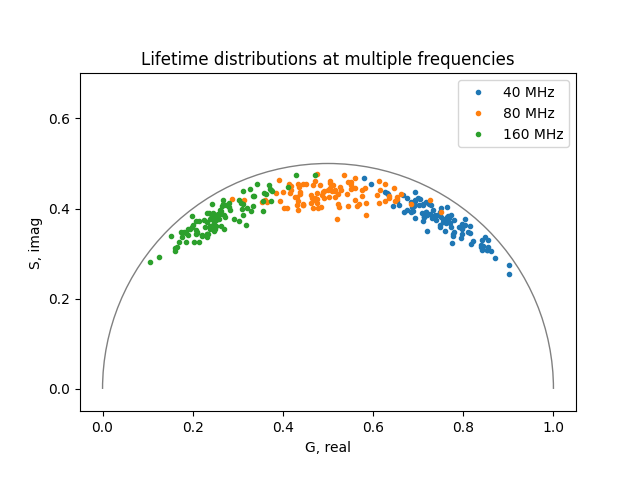 Lifetime distributions at multiple frequencies
40 MHz
80 MHz
160 MHz
0.6
0.4
0.2
0.0
S, imag
0.0 0.2 0.4 0.6 0.8 1.0
G, real